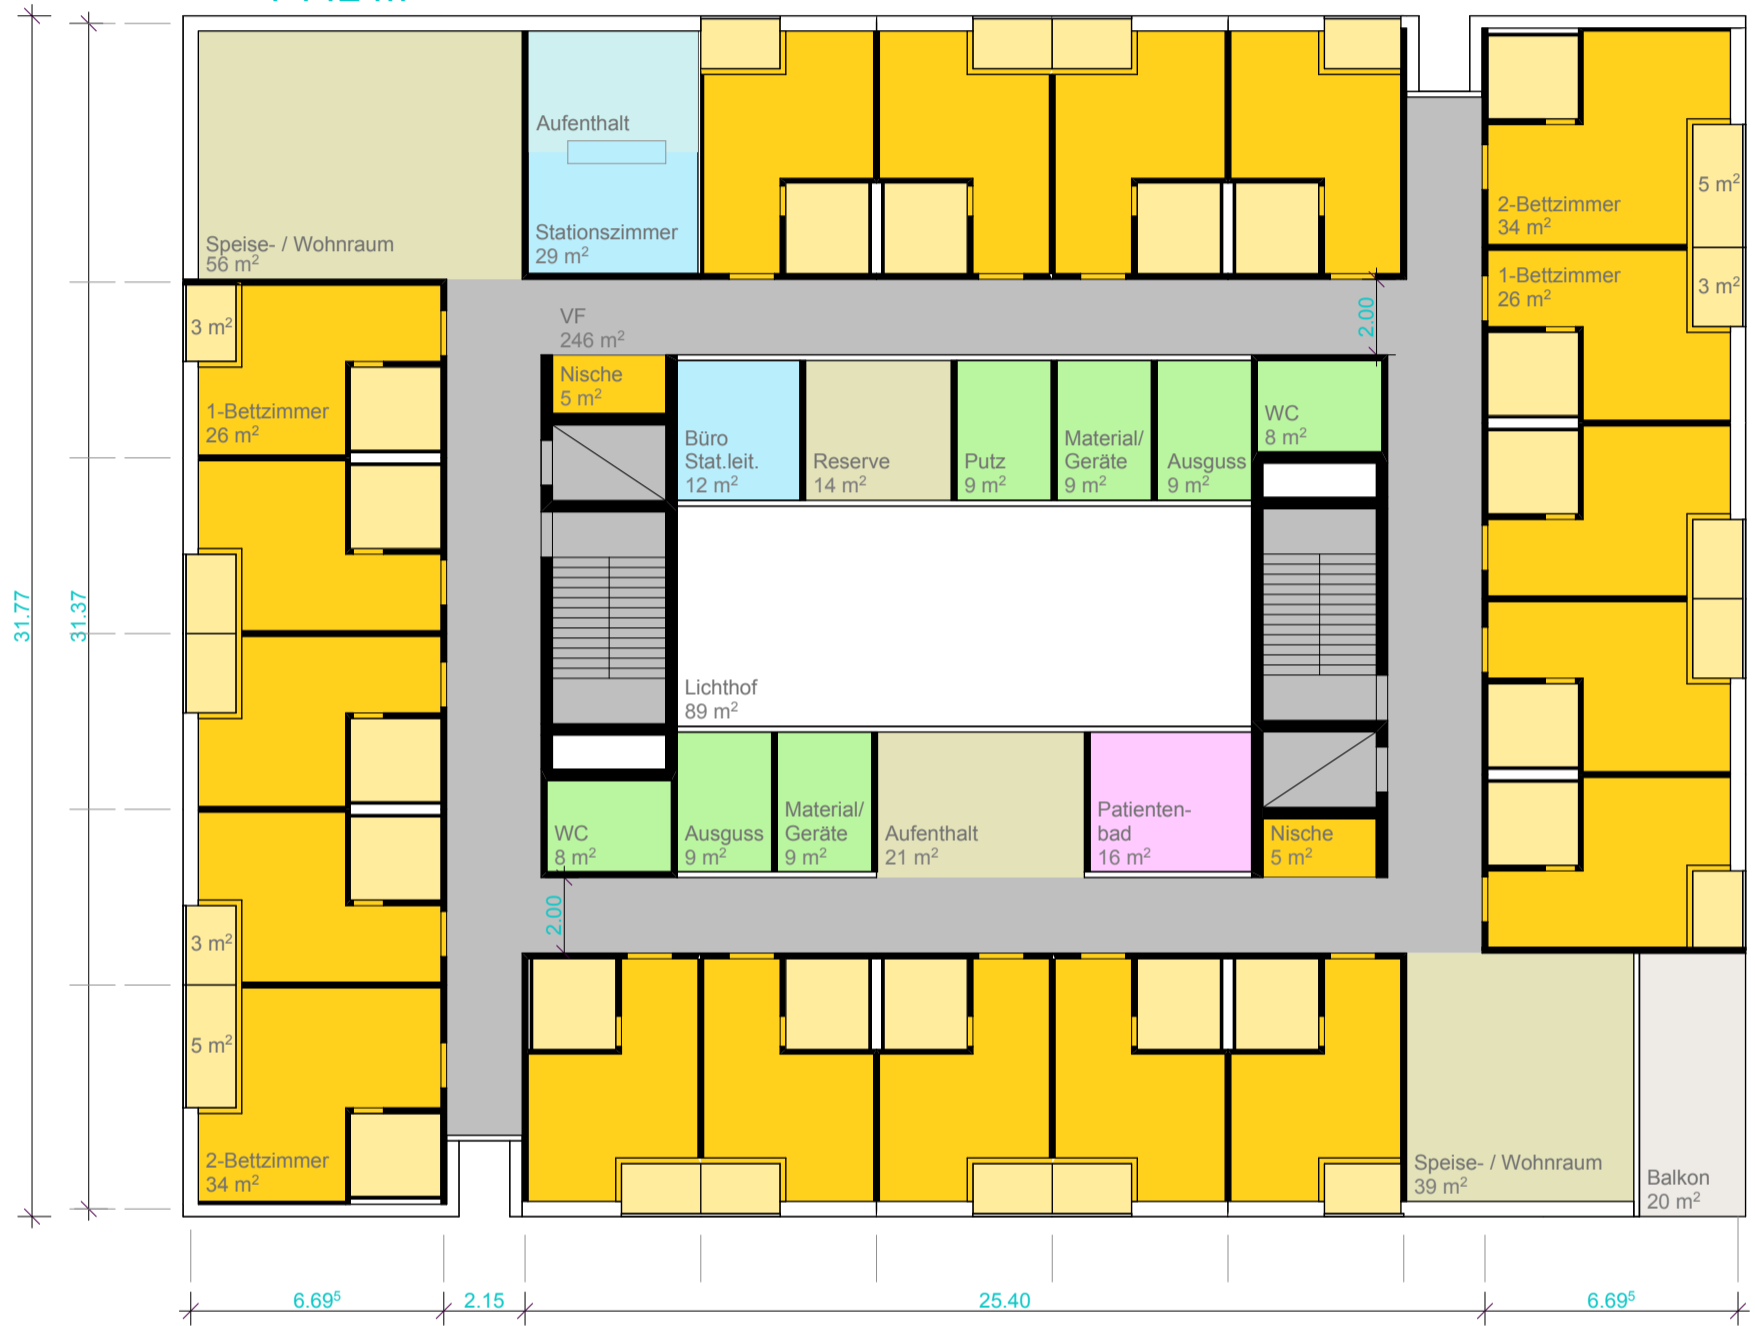 Aufenthalt
Stationszimmer
29 m²
Speise- / Wohnraum
56 m²
2-Bettzimmer
34 m²
5 m²
1-Bettzimmer
26 m²
3 m²
VF
246 m²
2.00
3 m²
1-Bettzimmer
26 m²
Nische
5 m²
Büro
Stat.leit.
12 m²
Reserve
14 m²
Putz
9 m²
Material/
Geräte
9 m²
Ausguss
9 m²
WC
8 m²
31.77
31.37
Lichthof
89 m²
WC
8 m²
Ausguss
9 m²
Material/
Geräte
9 m²
Aufenthalt
21 m²
Patienten-
bad
16 m²
Nische
5 m²
2.00
3 m²
5 m²
2-Bettzimmer
34 m²
Speise- / Wohnraum
39 m²
Balkon
20 m²
6.69⁵
2.15
25.40
6.69⁵